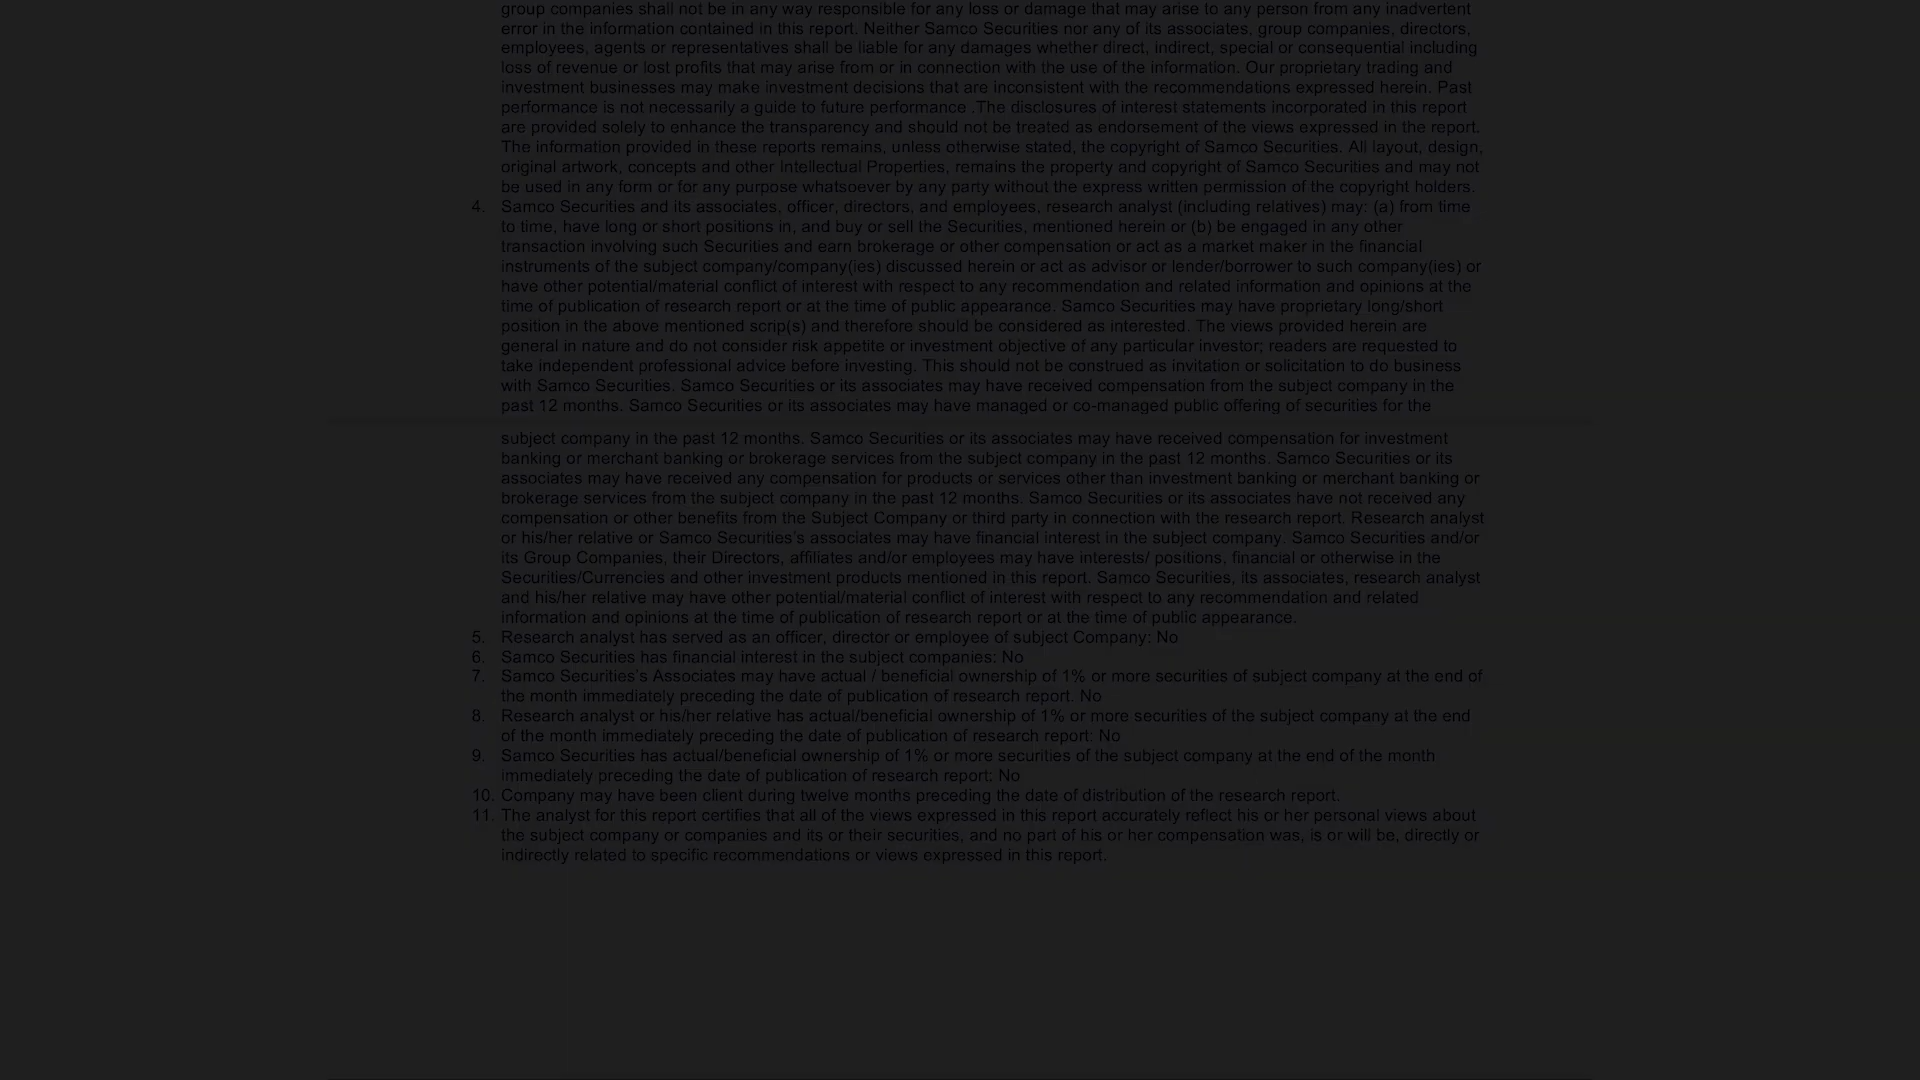 group companies shall not be in any way responsible for any loss or damage that may arise to any person from any inadvertent
error in the information contained in this report. Neither Samco Securities nor any of its associates, group companies, directors,
employees, agents or representatives shall be liable for any damages whether direct, indirect, special or consequential including
loss of revenue or lost profits that may arise from or in connection with the use of the information. Our proprietary trading and
investment businesses may make investment decisions that are inconsistent with the recommendations expressed herein. Past
performance is not necessarily a guide to future performance .The disclosures of interest statements incorporated in this report
are provided solely to enhance the transparency and should not be treated as endorsement of the views expressed in the report.
The information provided in these reports remains, unless otherwise stated, the copyright of Samco Securities. All layout, design,
original artwork, concepts and other Intellectual Properties, remains the property and copyright of Samco Securities and may not
be used in any form or for any purpose whatsoever by any party without the express written permission of the copyright holders.
4. Samco Securities and its associates, officer, directors, and employees, research analyst (including relatives) may: (a) from time
to time, have long or short positions in, and buy or sell the Securities, mentioned herein or (b) be engaged in any other
transaction involving such Securities and earn brokerage or other compensation or act as a market maker in the financial
instruments of the subject company/company(ies) discussed herein or act as advisor or lender/borrower to such company(ies) or
have other potential/material conflict of interest with respect to any recommendation and related information and opinions at the
time of publication of research report or at the time of public appearance. Samco Securities may have proprietary long/short
position in the above mentioned scrip(s) and therefore should be considered as interested. The views provided herein are
general in nature and do not consider risk appetite or investment objective of any particular investor; readers are requested to
take independent professional advice before investing. This should not be construed as invitation or solicitation to do business
with Samco Securities. Samco Securities or its associates may have received compensation from the subject company in the
past 12 months. Samco Securities or its associates may have managed or co-managed public offering of securities for the
subject company in the past 12 months. Samco Securities or its associates may have received compensation for investment
banking or merchant banking or brokerage services from the subject company in the past 12 months. Samco Securities or its
associates may have received any compensation for products or services other than investment banking or merchant banking or
brokerage services from the subject company in the past 12 months. Samco Securities or its associates have not received any
compensation or other benefits from the Subject Company or third party in connection with the research report. Research analyst
or his/her relative or Samco Securities's associates may have financial interest in the subject company. Samco Securities and/or
its Group Companies, their Directors, affiliates and/or employees may have interests/ positions, financial or otherwise in the
Securities/Currencies and other investment products mentioned in this report. Samco Securities, its associates, research analyst
and his/her relative may have other potential/material conflict of interest with respect to any recommendation and related
information and opinions at the time of publication of research report or at the time of public appearance.
5. Research analyst has served as an officer, director or employee of subject Company: No
6. Samco Securities has financial interest in the subject companies: No
7. Samco Securities's Associates may have actual / beneficial ownership of 1% or more securities of subject company at the end of
the month immediately preceding the date of publication of research report. No
8. Research analyst or his/her relative has actual/beneficial ownership of 1% or more securities of the subject company at the end
of the month immediately preceding the date of publication of research report: No
9. Samco Securities has actual/beneficial ownership of 1% or more securities of the subject company at the end of the month
immediately preceding the date of publication of research report: No
10. Company may have been client during twelve months preceding the date of distribution of the research report.
11. The analyst for this report certifies that all of the views expressed in this report accurately reflect his or her personal views about
the subject company or companies and its or their securities, and no part of his or her compensation was, is or will be, directly or
indirectly related to specific recommendations or views expressed in this report.